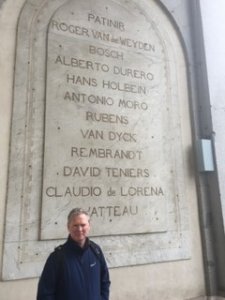 PATINIR
ROGER VAN der WEYDEN
BOSCH
ALBERTO DURERO
HANS HOLBEIN
ANTONIO MORO
RUBENS
VAN DYCK
REMBRANDT
DAVID TENIERS
CLAUDIO de LORENA
WATTEAU